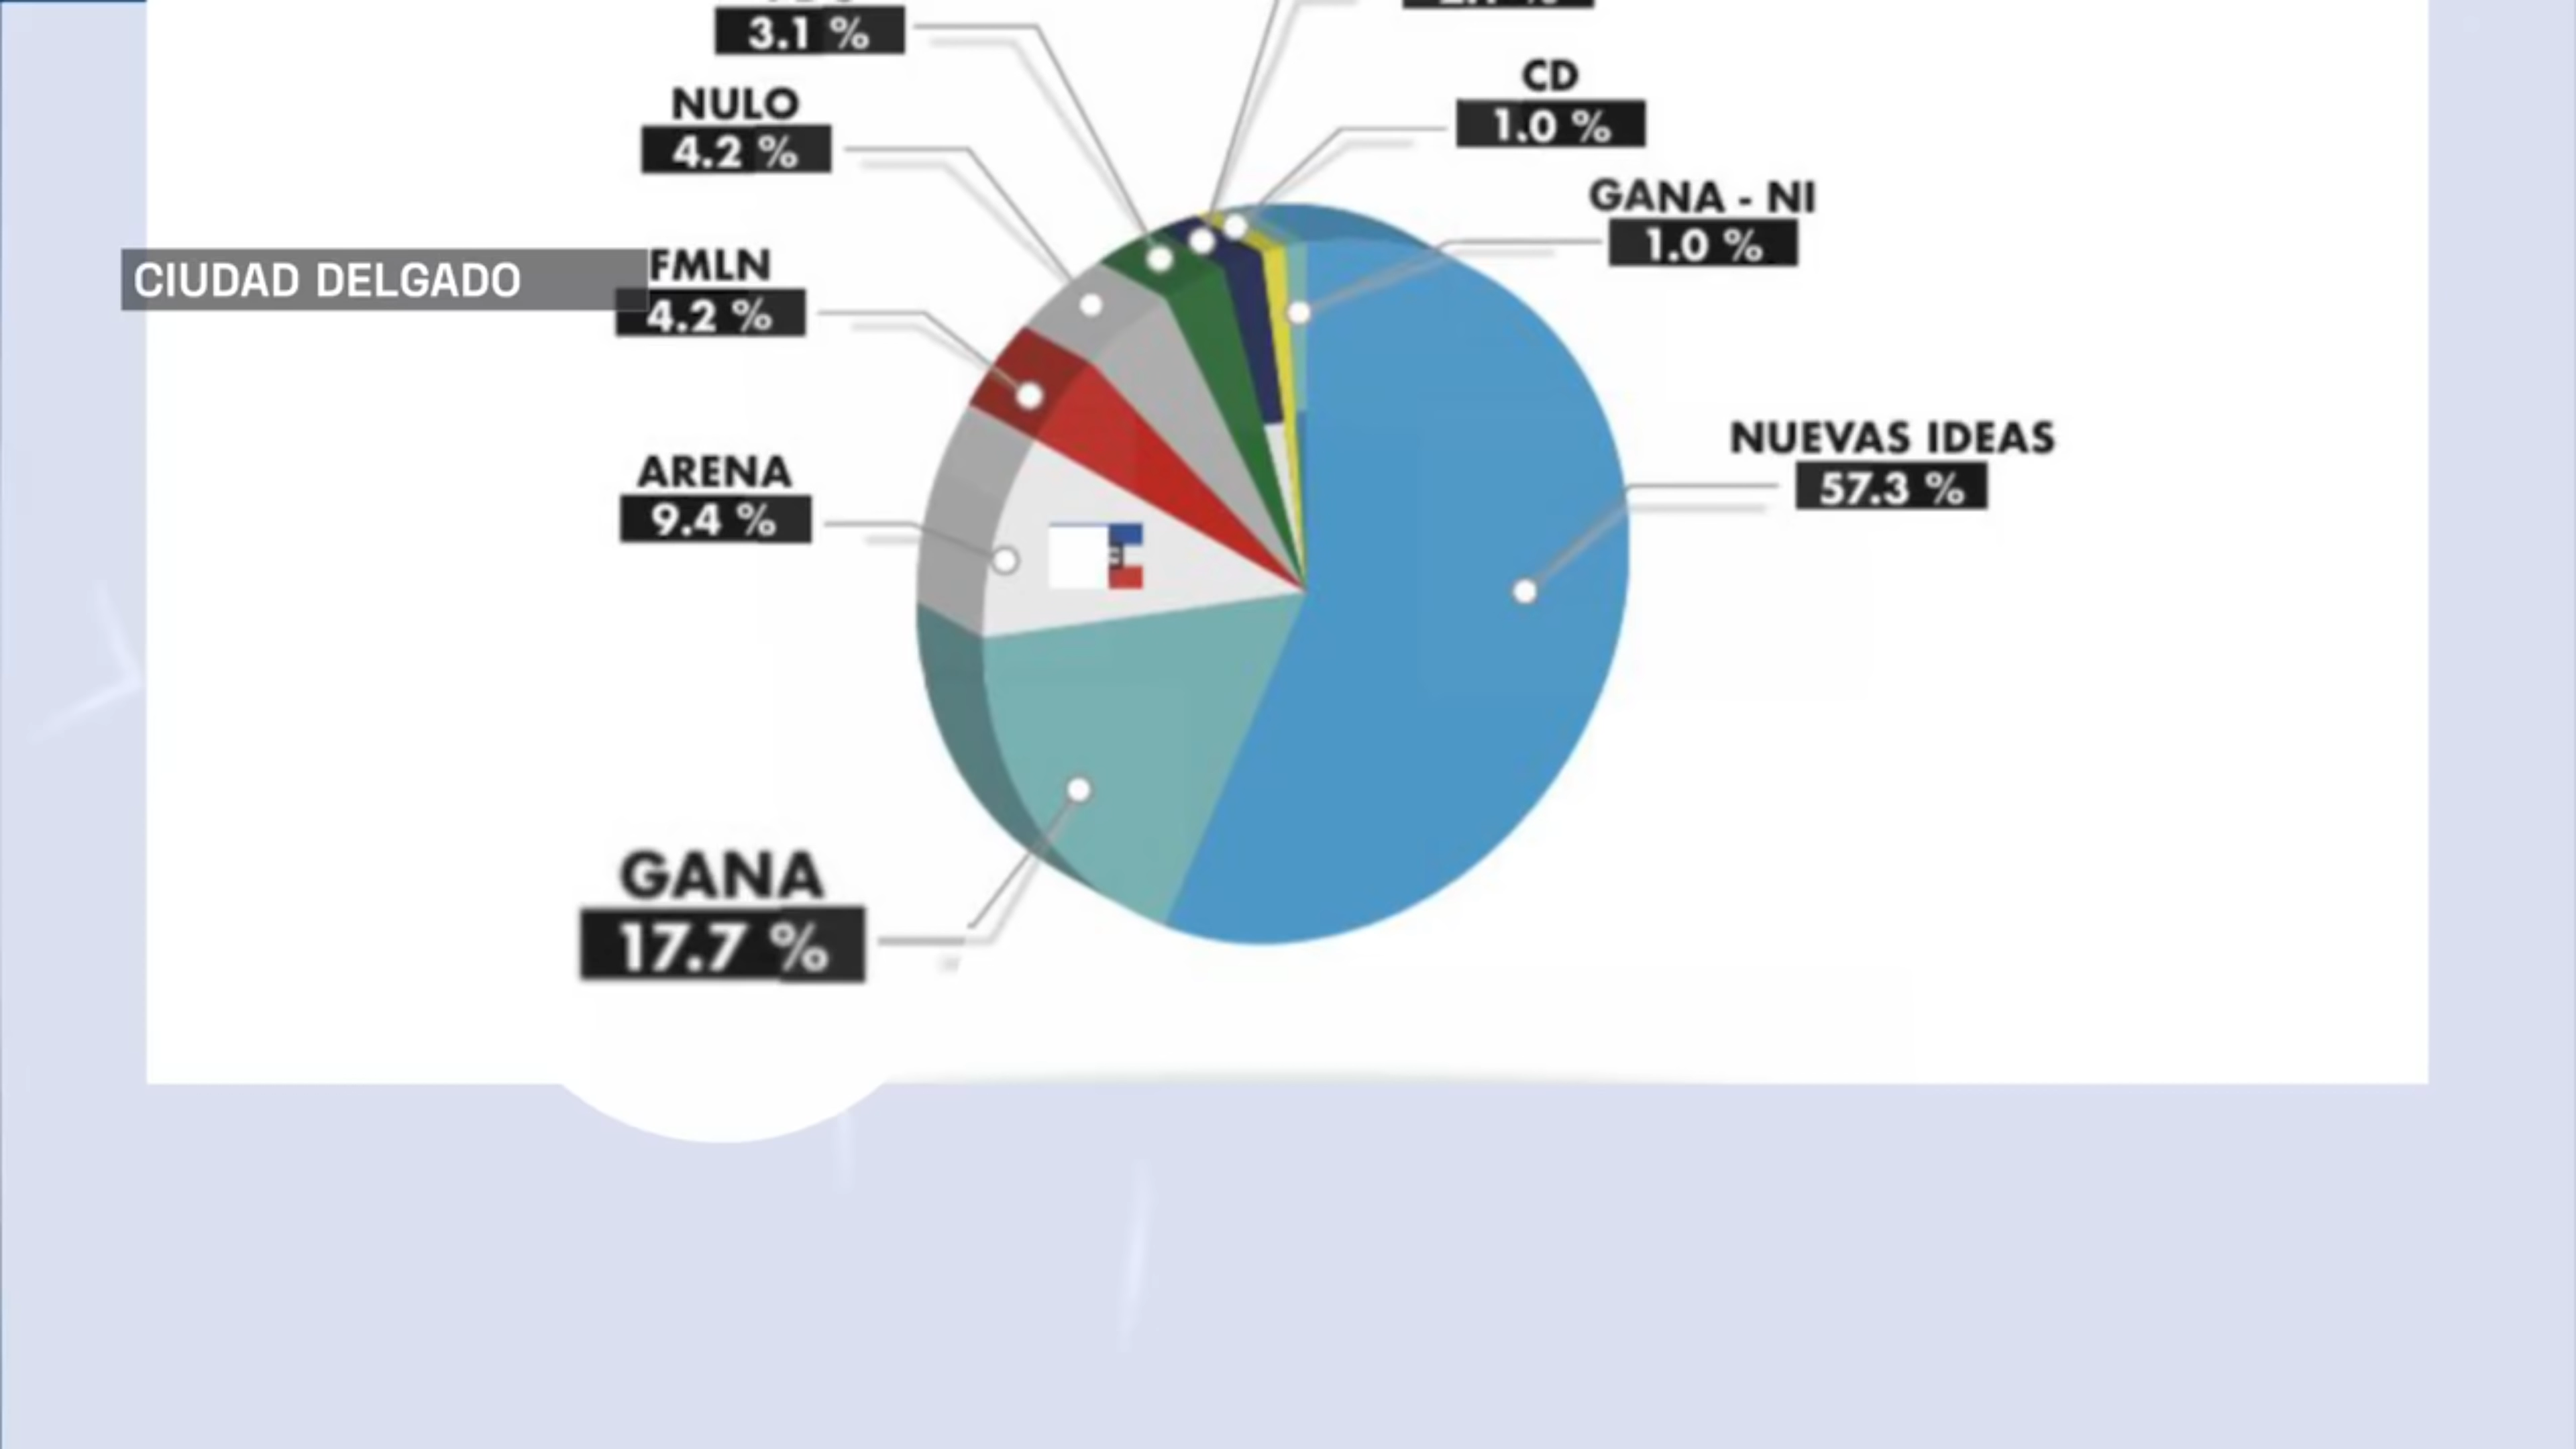 3.1 %
NULO
4.2 %
CD
1.0 %
GANA - NI
1.0 %
CIUDAD DELGADO
FMLN
4.2 %
NUEVAS IDEAS
57.3 %
ARENA
9.4 %
GANA
17.7 %